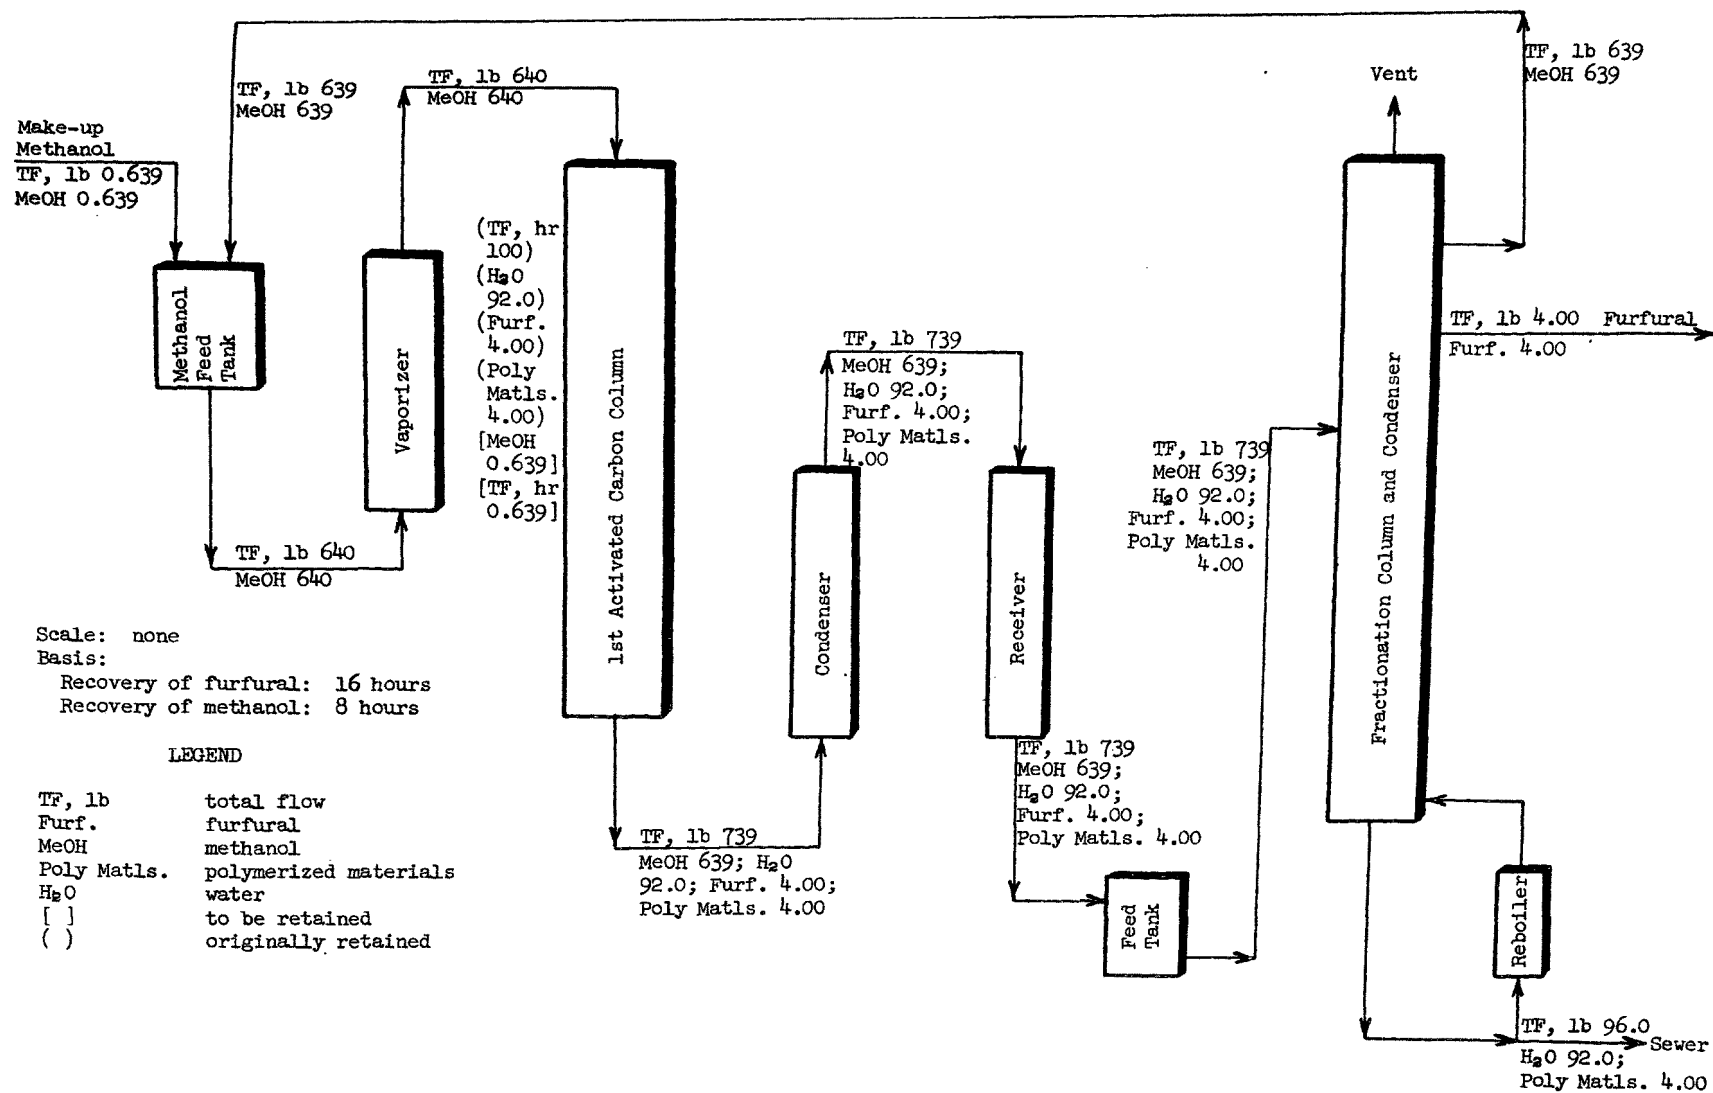 TF, lb 639
MeOH 639
Vent
TF, lb 640
MeOH 640
TF, lb 639
MeOH 639
Make-up
Methanol
TF, lb 0.639
MeOH 0.639
Methanol
Feed
Tank
Vaporizer
TF, lb 640
MeOH 640
(TF, hr
100)
(H₂O
92.0)
(Furf.
4.00)
(Poly
Matls.
4.00)
[MeOH
0.639]
[TF, hr
0.639]
1st Activated Carbon Column
TF, lb 739
MeOH 639; H₂O
92.0; Furf. 4.00;
Poly Matls. 4.00
Condenser
TF, lb 739
MeOH 639;
H₂O 92.0;
Furf. 4.00;
Poly Matls.
4.00
Receiver
TF, lb 739
MeOH 639;
H₂O 92.0;
Furf. 4.00;
Poly Matls. 4.00
Feed
Tank
TF, lb 739
MeOH 639;
H₂O 92.0;
Furf. 4.00;
Poly Matls.
4.00
Fractionation Column and Condenser
TF, lb 4.00 Furfural
Furf. 4.00
Reboiler
TF, lb 96.0
Sewer
H₂O 92.0;
Poly Matls. 4.00
Scale: none
Basis:
Recovery of furfural: 16 hours
Recovery of methanol: 8 hours
LEGEND
TF, lb total flow
Furf. furfural
MeOH methanol
Poly Matls. polymerized materials
H₂O water
[ ] to be retained
( ) originally retained